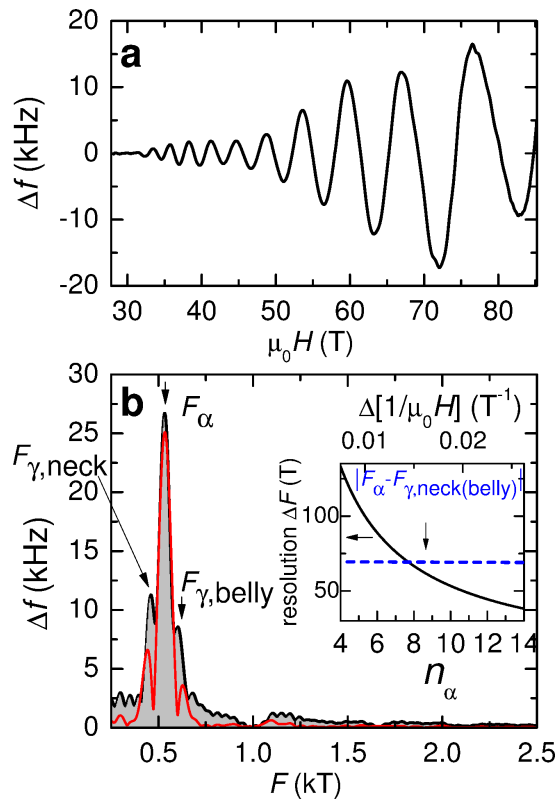 a
20
10
0
-10
-20
Δf (kHz)
30 40 50 60 70 80
μ₀H (T)
b
30
25
20
15
10
5
0
Δf (kHz)
Fα
Fγ,neck
Fγ,belly
Δ[1/μ₀H] (T⁻¹)
0.01 0.02
|Fα-Fγ,neck(belly)|
resolution ΔF (T)
100
50
4 6 8 10 12 14
nα
0.5 1.0 1.5 2.0 2.5
F (kT)